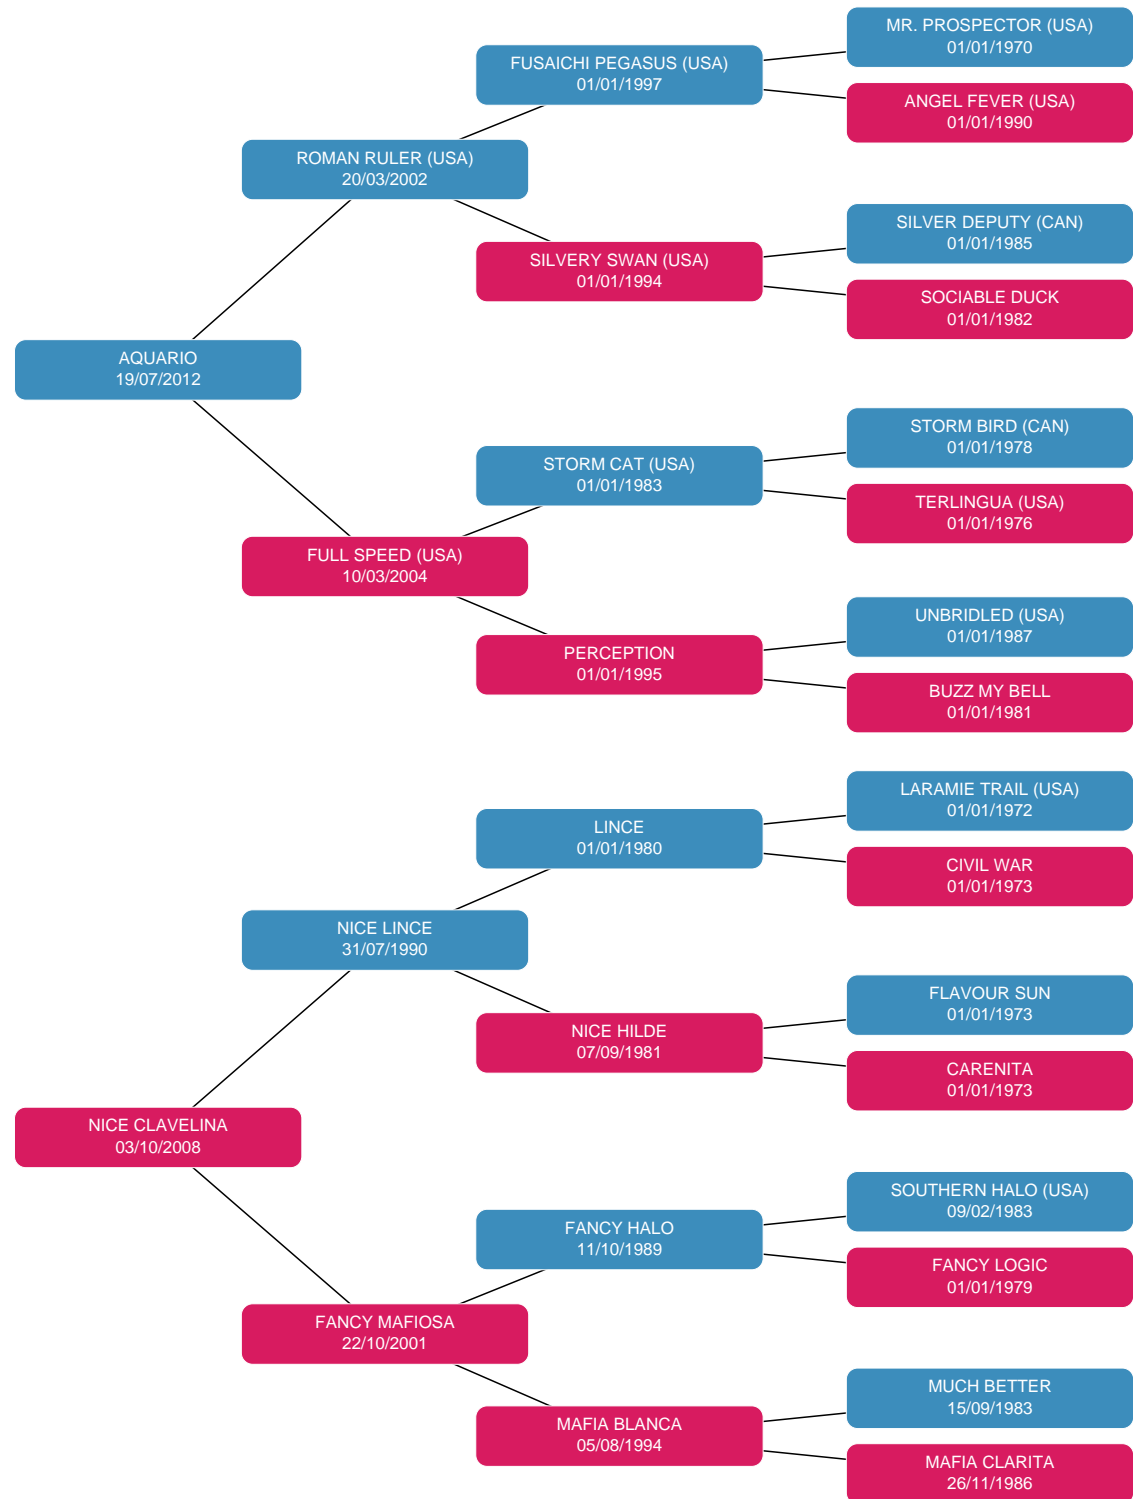 MR. PROSPECTOR (USA)
01/01/1970
FUSAICHI PEGASUS (USA)
01/01/1997
ANGEL FEVER (USA)
01/01/1990
ROMAN RULER (USA)
20/03/2002
SILVER DEPUTY (CAN)
01/01/1985
SILVERY SWAN (USA)
01/01/1994
SOCIABLE DUCK
01/01/1982
AQUARIO
19/07/2012
STORM BIRD (CAN)
01/01/1978
STORM CAT (USA)
01/01/1983
TERLINGUA (USA)
01/01/1976
FULL SPEED (USA)
10/03/2004
UNBRIDLED (USA)
01/01/1987
PERCEPTION
01/01/1995
BUZZ MY BELL
01/01/1981
LARAMIE TRAIL (USA)
01/01/1972
LINCE
01/01/1980
CIVIL WAR
01/01/1973
NICE LINCE
31/07/1990
FLAVOUR SUN
01/01/1973
NICE HILDE
07/09/1981
CARENITA
01/01/1973
NICE CLAVELINA
03/10/2008
SOUTHERN HALO (USA)
09/02/1983
FANCY HALO
11/10/1989
FANCY LOGIC
01/01/1979
FANCY MAFIOSA
22/10/2001
MUCH BETTER
15/09/1983
MAFIA BLANCA
05/08/1994
MAFIA CLARITA
26/11/1986